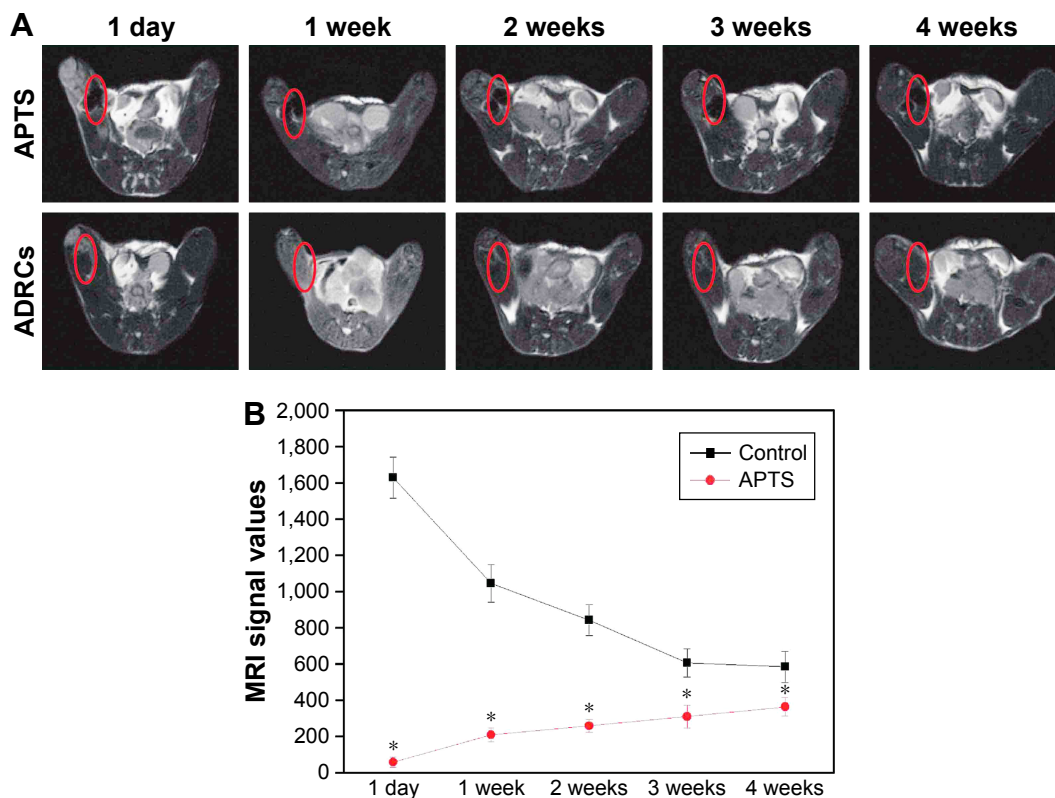 A
1 day 1 week 2 weeks 3 weeks 4 weeks
APTS
ADRCs
B
MRI signal values
2,000
1,800
1,600
1,400
1,200
1,000
800
600
400
200
0
Control
APTS
*
*
*
*
*
1 day 1 week 2 weeks 3 weeks 4 weeks